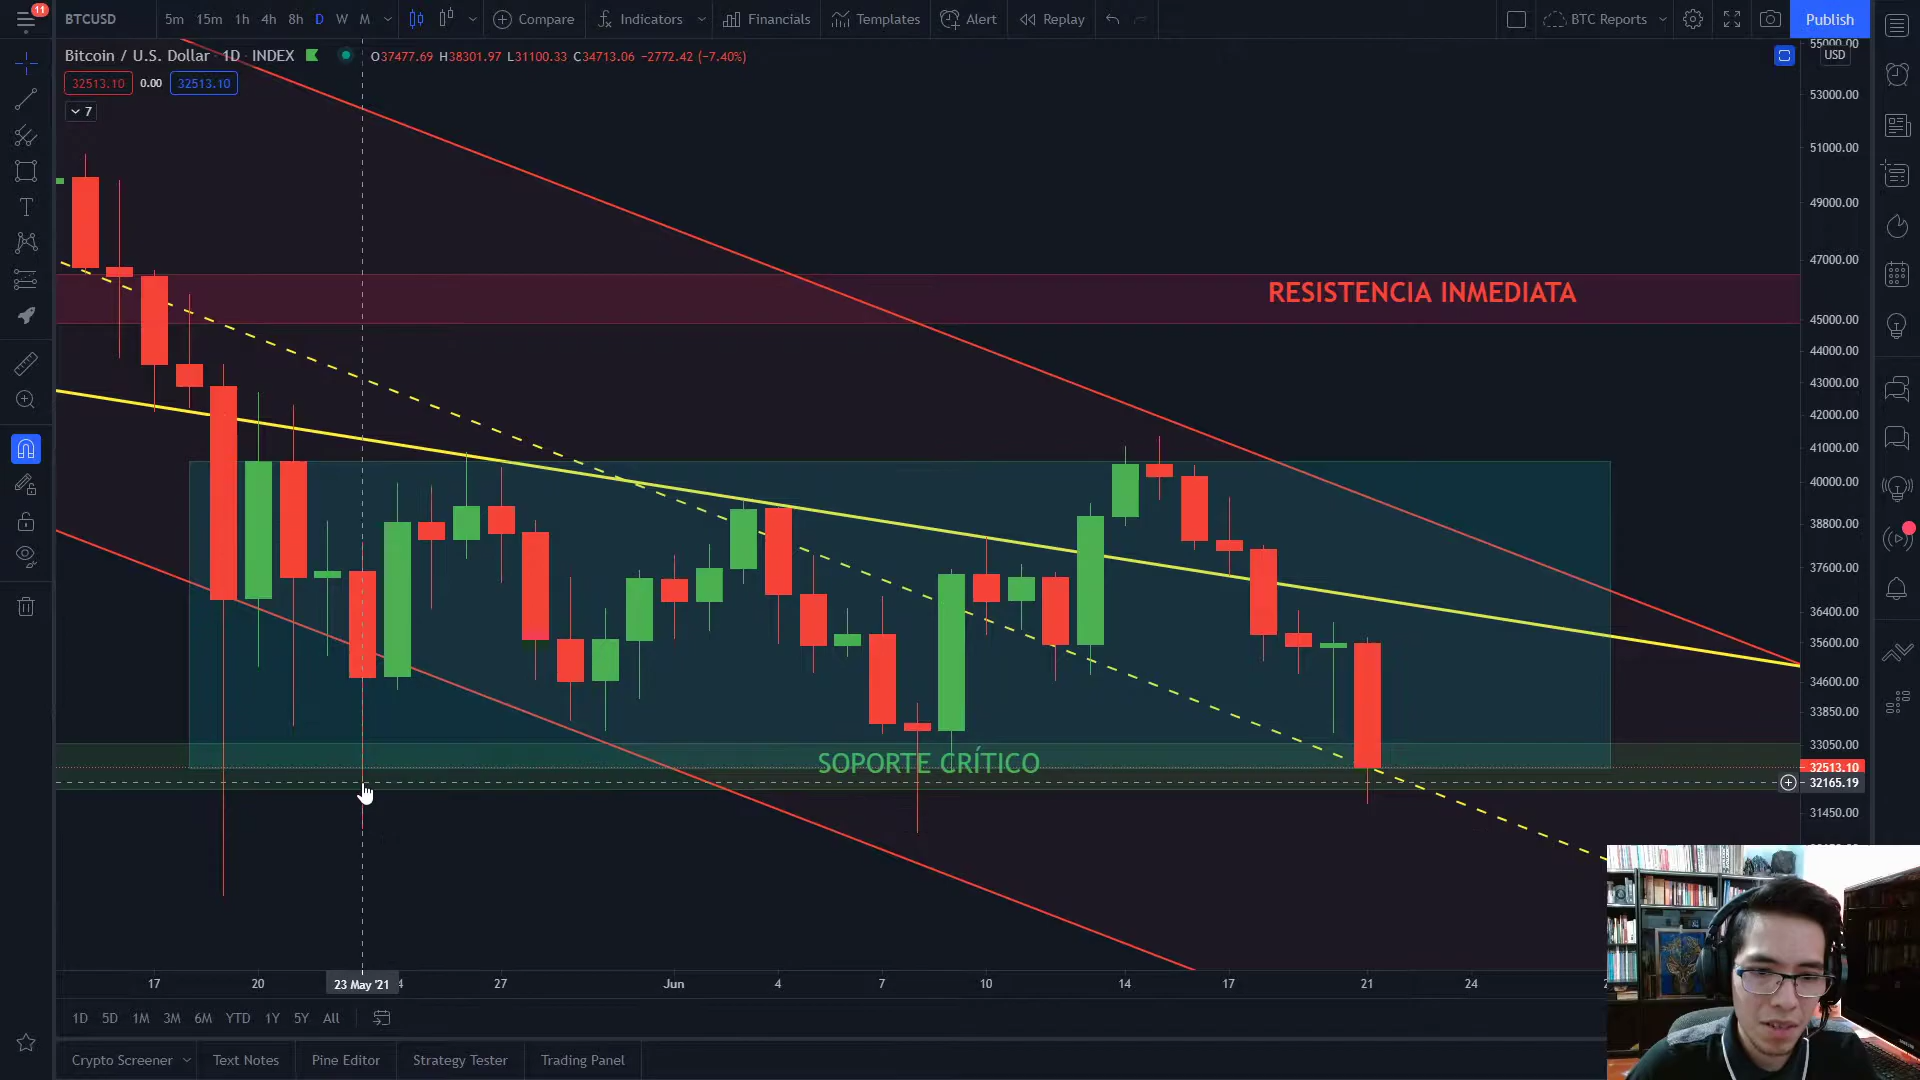 11
BTCUSD
5m 15m 1h 4h 8h D W M
Compare
Indicators
Financials
Templates
Alert
Replay
BTC Reports
Publish
Bitcoin / U.S. Dollar · 1D · INDEX
O37477.69 H38301.97 L31100.33 C34713.06 −2772.42 (−7.40%)
32513.10 0.00 32513.10
7
USD
55000.00
53000.00
51000.00
49000.00
47000.00
RESISTENCIA INMEDIATA
45000.00
44000.00
43000.00
42000.00
41000.00
40000.00
38800.00
37600.00
36400.00
35600.00
34600.00
33850.00
33050.00
SOPORTE CRÍTICO
32513.10
32165.19
31450.00
17 20 23 May '21 27 Jun 4 7 10 14 17 21 24
1D 5D 1M 3M 6M YTD 1Y 5Y All
Crypto Screener Text Notes Pine Editor Strategy Tester Trading Panel